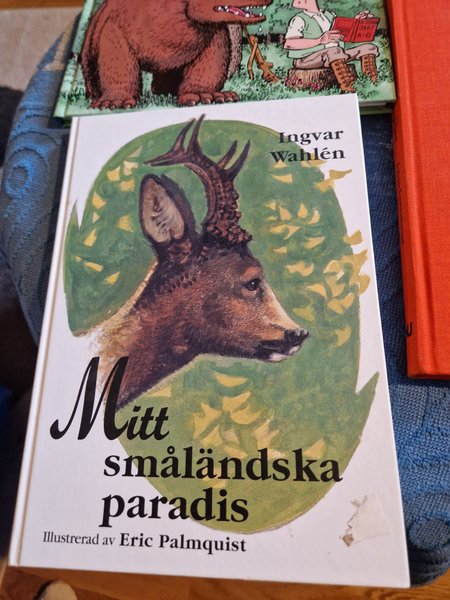 Ingvar
Wahlén
Mitt
småländska
paradis
Illustrerad av Eric Palmquist